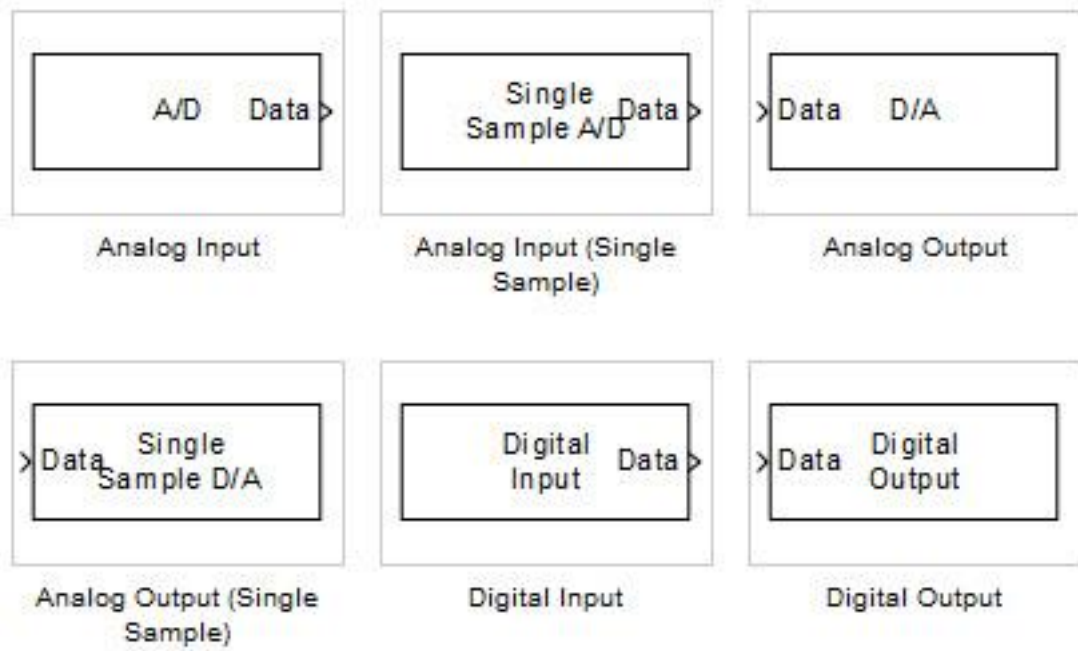 A/D Data
Single
Sample A/D Data
Data D/A
Analog Input
Analog Input (Single
Sample)
Analog Output
Data Single
Sample D/A
Digital
Input Data
Data Digital
Output
Analog Output (Single
Sample)
Digital Input
Digital Output